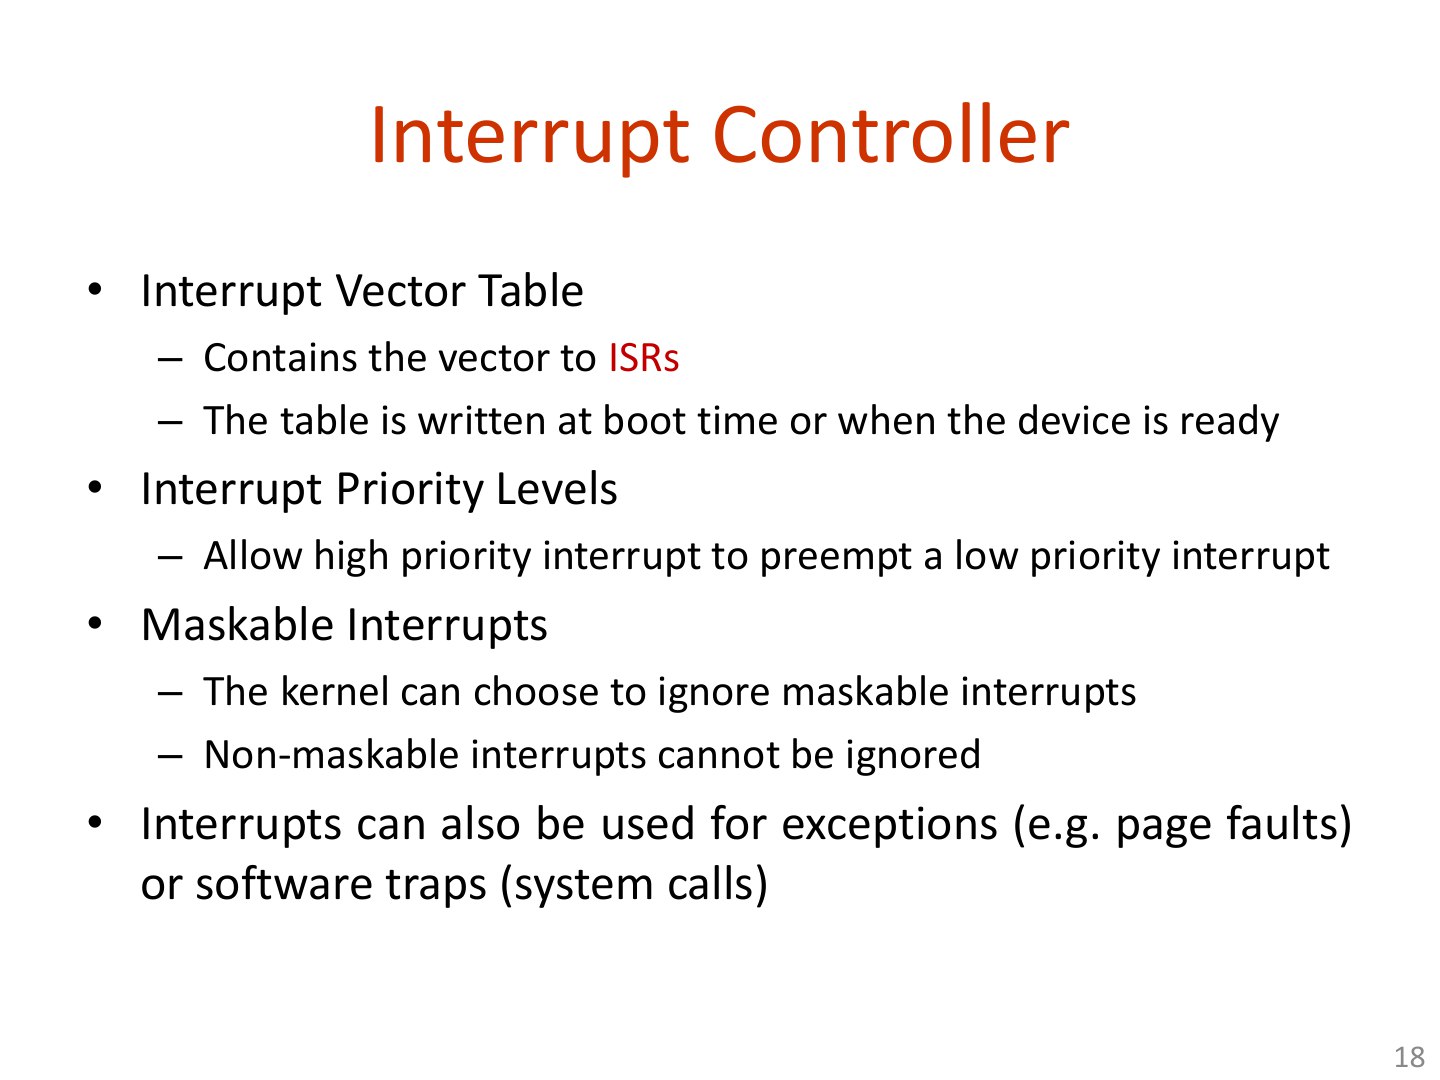 Interrupt Controller
• Interrupt Vector Table
– Contains the vector to ISRs
– The table is written at boot time or when the device is ready
• Interrupt Priority Levels
– Allow high priority interrupt to preempt a low priority interrupt
• Maskable Interrupts
– The kernel can choose to ignore maskable interrupts
– Non-maskable interrupts cannot be ignored
• Interrupts can also be used for exceptions (e.g. page faults)
or software traps (system calls)
18